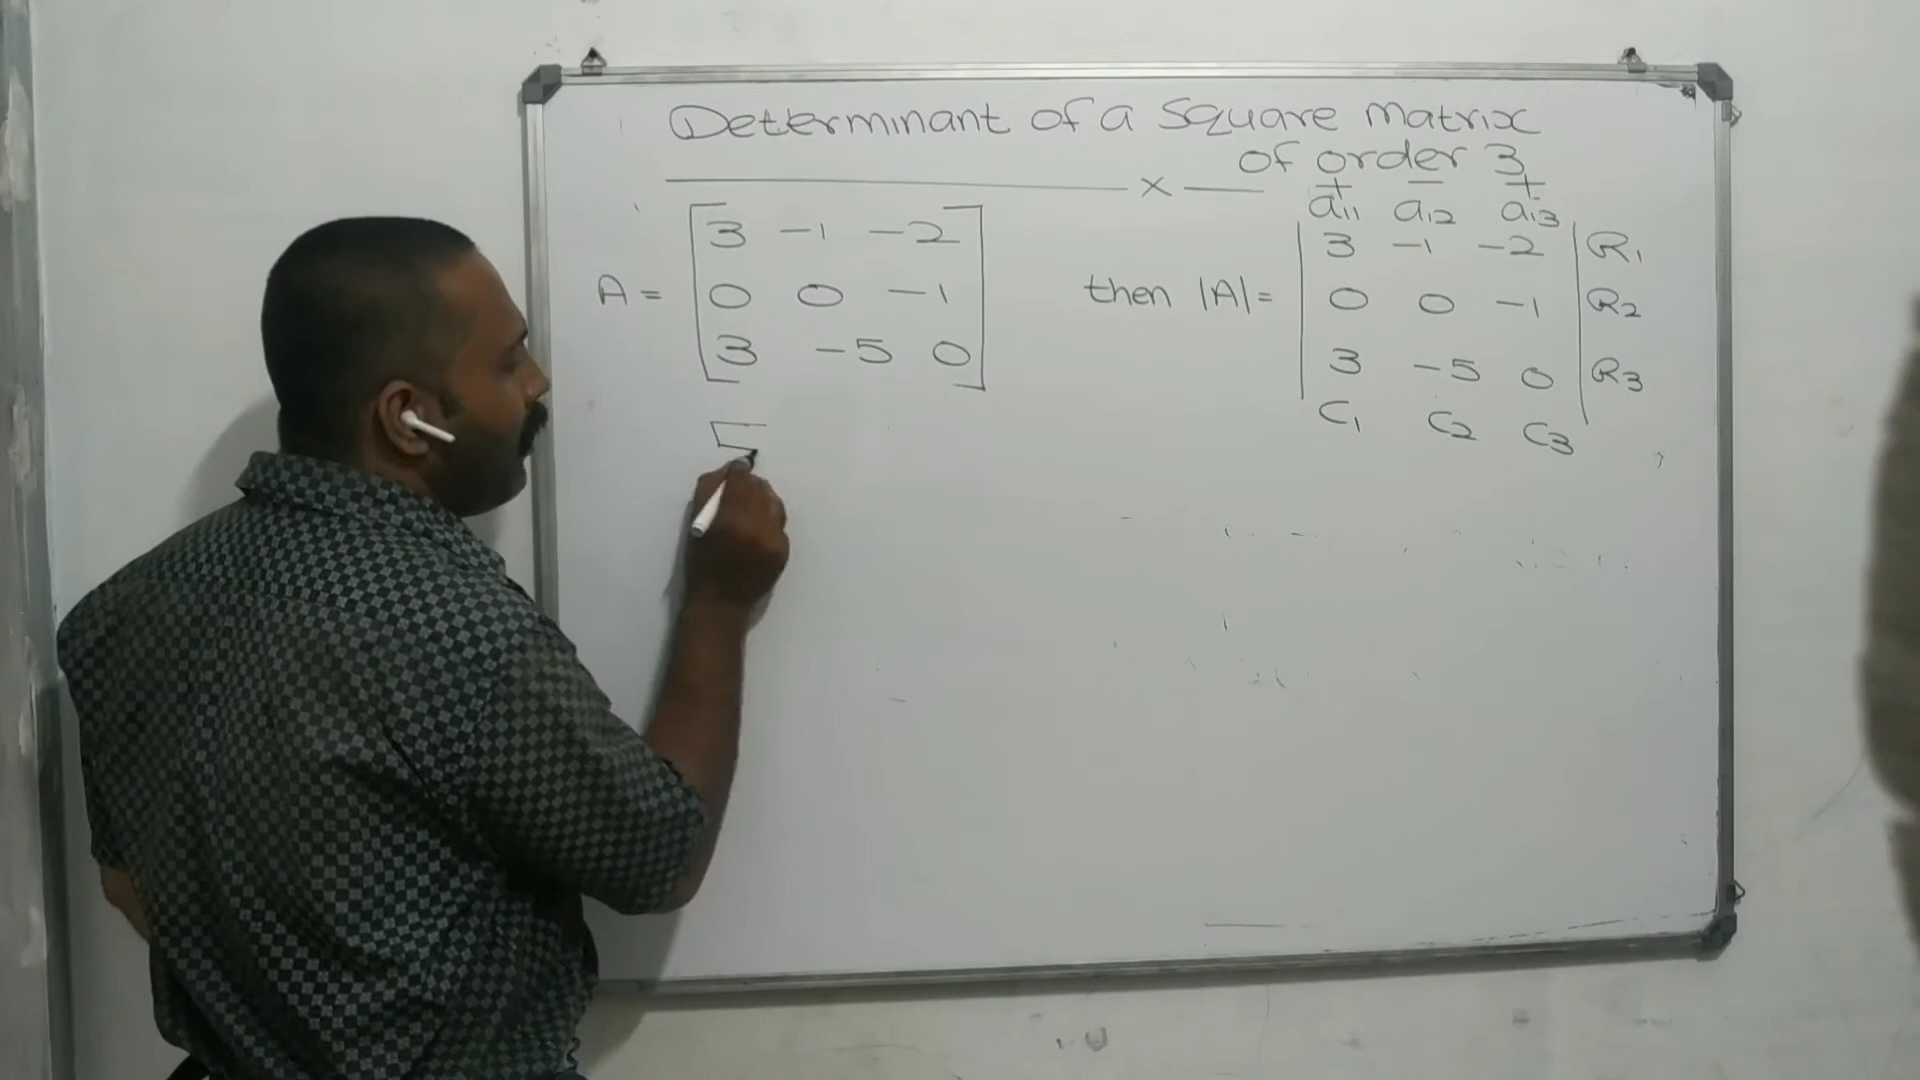 Determinant of a square matrix
of order 3
× + − +
a11 a12 a13
A = [ 3 −1 −2
0 0 −1
3 −5 0 ]
then |A| = | 3 −1 −2 | R1
0 0 −1 R2
3 −5 0 R3
C1 C2 C3